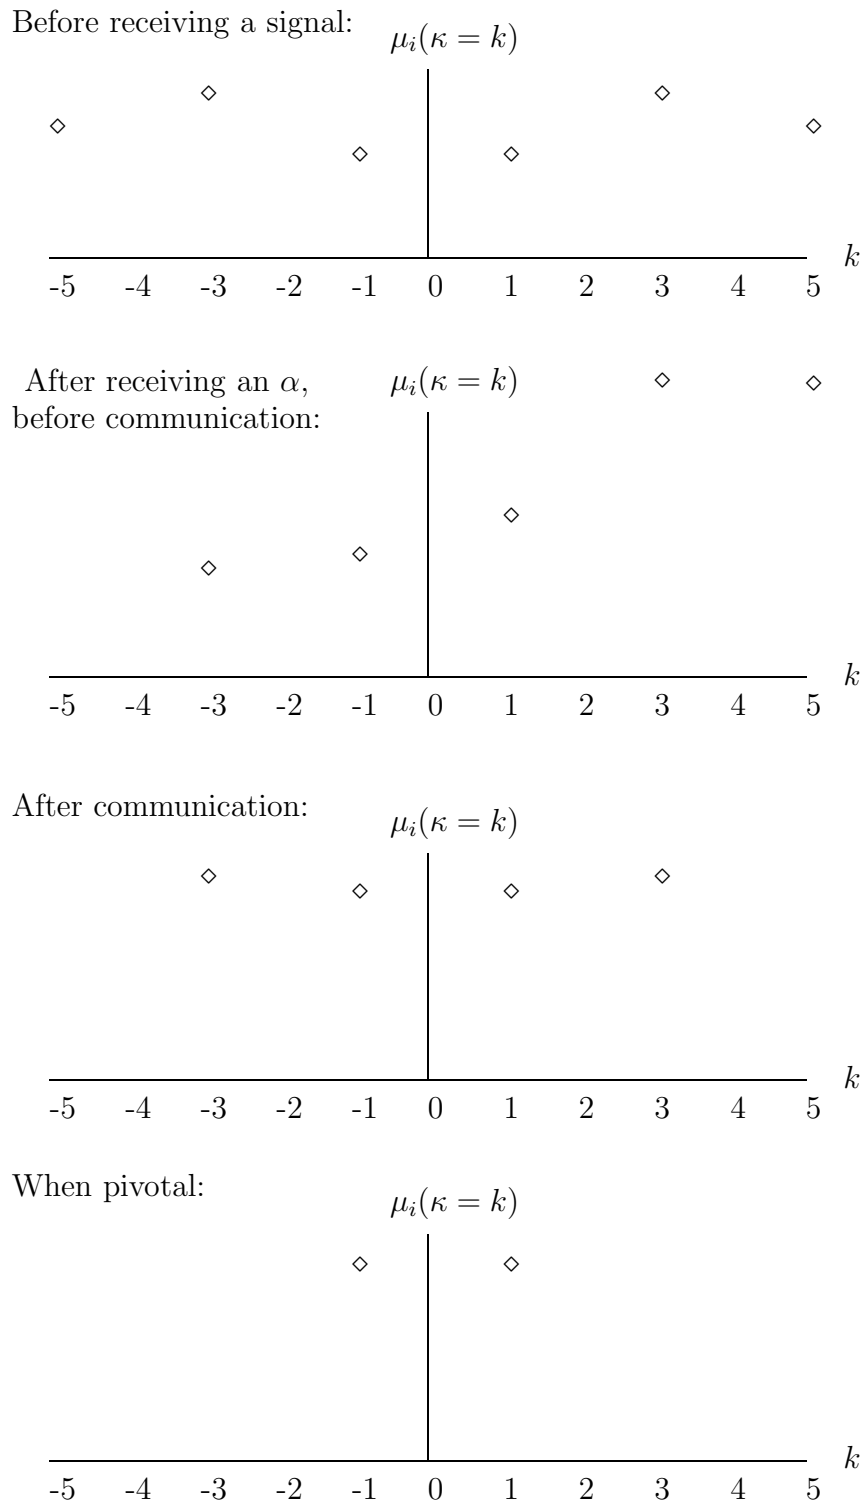 Before receiving a signal:
μᵢ(κ = k)
k
-5 -4 -3 -2 -1 0 1 2 3 4 5
After receiving an α,
before communication:
μᵢ(κ = k)
k
-5 -4 -3 -2 -1 0 1 2 3 4 5
After communication:
μᵢ(κ = k)
k
-5 -4 -3 -2 -1 0 1 2 3 4 5
When pivotal:
μᵢ(κ = k)
k
-5 -4 -3 -2 -1 0 1 2 3 4 5